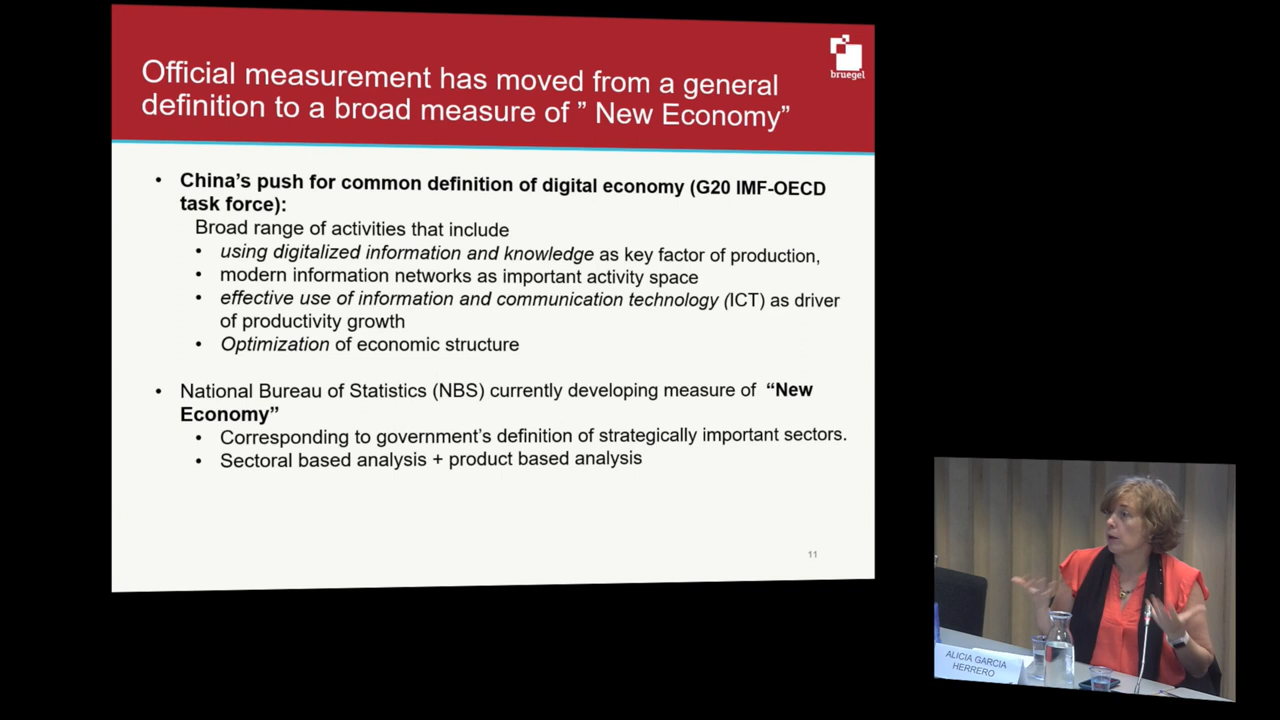 bruegel
Official measurement has moved from a general
definition to a broad measure of ” New Economy”
• China’s push for common definition of digital economy (G20 IMF-OECD
task force):
Broad range of activities that include
• using digitalized information and knowledge as key factor of production,
• modern information networks as important activity space
• effective use of information and communication technology (ICT) as driver
of productivity growth
• Optimization of economic structure
• National Bureau of Statistics (NBS) currently developing measure of “New
Economy”
• Corresponding to government’s definition of strategically important sectors.
• Sectoral based analysis + product based analysis
11
ALICIA GARCIA
HERRERO